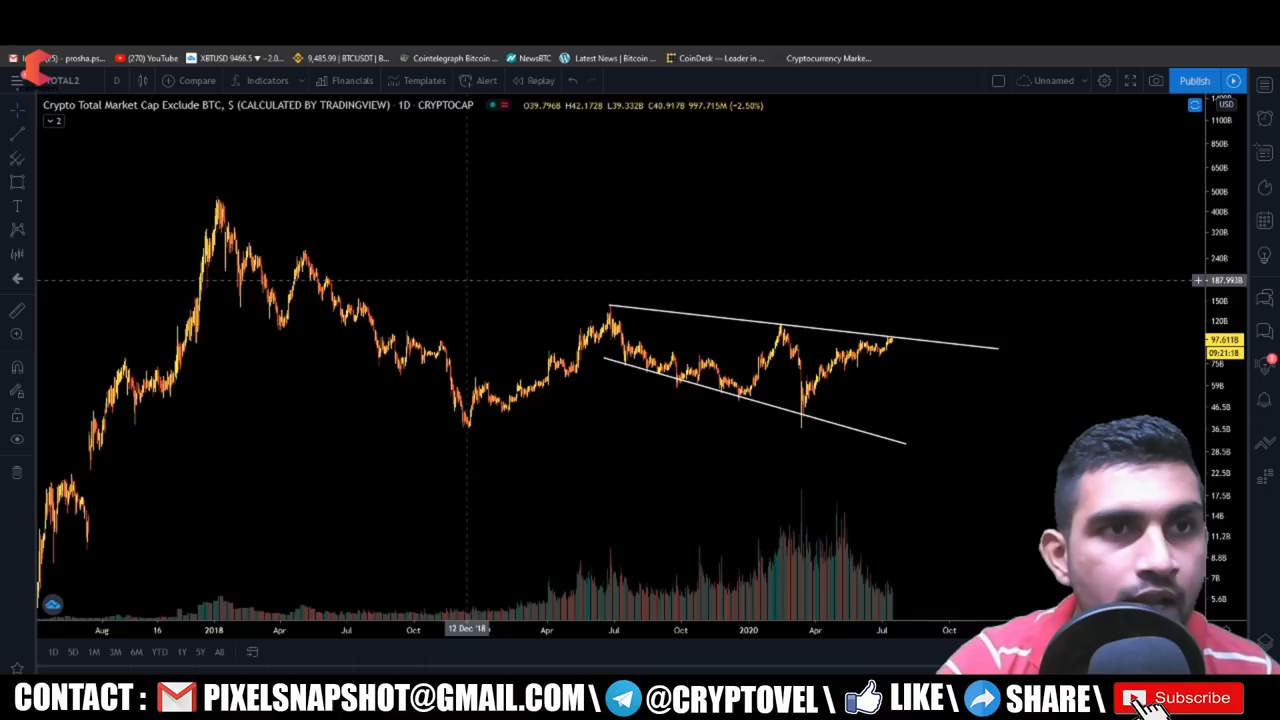 (25) - prosha.ps...
(270) YouTube
XBTUSD 9466.5 ▼ −2.0...
9,485.99 | BTCUSDT | B...
Cointelegraph Bitcoin ...
NewsBTC
Latest News | Bitcoin ...
CoinDesk — Leader in ...
Cryptocurrency Marke...
TOTAL2
D
Compare
Indicators
Financials
Templates
Alert
Replay
Unnamed
Publish
Crypto Total Market Cap Exclude BTC, $ (CALCULATED BY TRADINGVIEW) · 1D · CRYPTOCAP
O39.796B H42.172B L39.332B C40.917B 997.715M (+2.50%)
2
USD
1100B
850B
650B
500B
400B
320B
240B
187.993B
150B
120B
97.611B
09:21:18
75B
59B
46.5B
36.5B
28.5B
22.5B
17.5B
14B
11.2B
8.8B
7B
5.6B
Aug 16 2018 Apr Jul Oct 12 Dec '18 Apr Jul Oct 2020 Apr Jul Oct
1D 5D 1M 3M 6M YTD 1Y 5Y All
CONTACT : PIXELSNAPSHOT@GMAIL.COM \ @CRYPTOVEL \ LIKE\ SHARE\ Subscribe